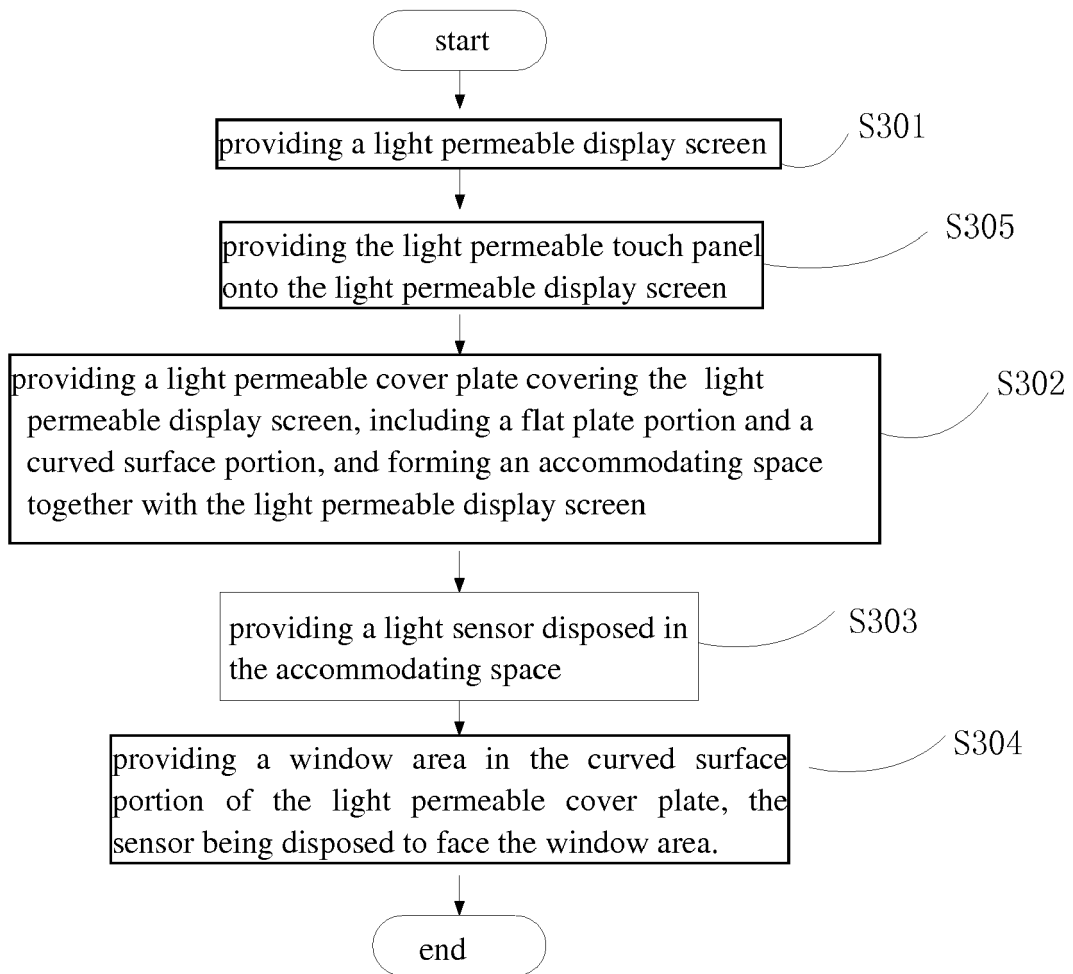 start
providing a light permeable display screen
S301
providing the light permeable touch panel
onto the light permeable display screen
S305
providing a light permeable cover plate covering the light
permeable display screen, including a flat plate portion and a
curved surface portion, and forming an accommodating space
together with the light permeable display screen
S302
providing a light sensor disposed in
the accommodating space
S303
providing a window area in the curved surface
portion of the light permeable cover plate, the
sensor being disposed to face the window area.
S304
end